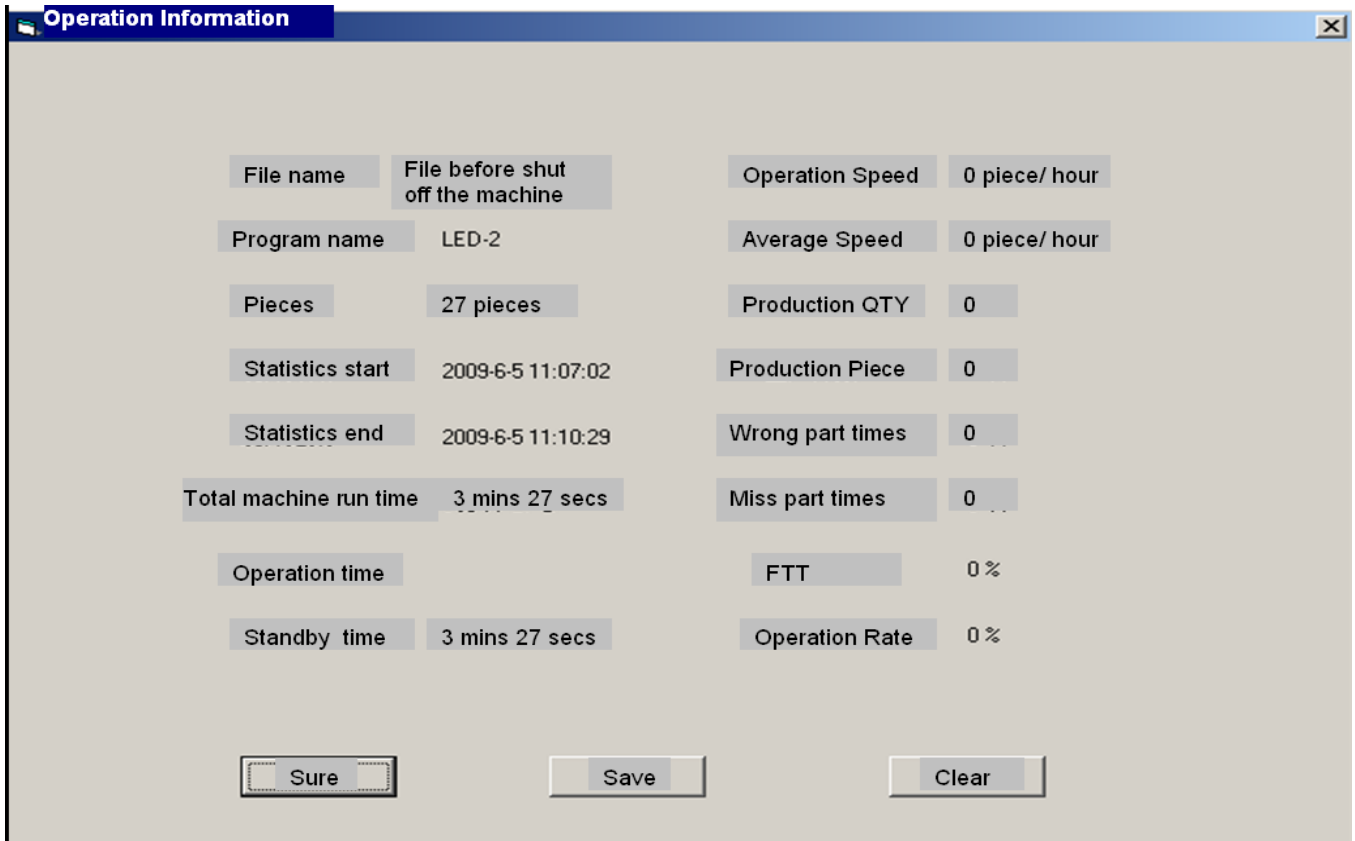 Operation Information
File name File before shut
off the machine
Operation Speed 0 piece/ hour
Program name LED-2
Average Speed 0 piece/ hour
Pieces 27 pieces
Production QTY 0
Statistics start 2009-6-5 11:07:02
Production Piece 0
Statistics end 2009-6-5 11:10:29
Wrong part times 0
Total machine run time 3 mins 27 secs
Miss part times 0
Operation time
FTT 0 %
Standby time 3 mins 27 secs
Operation Rate 0 %
Sure Save Clear